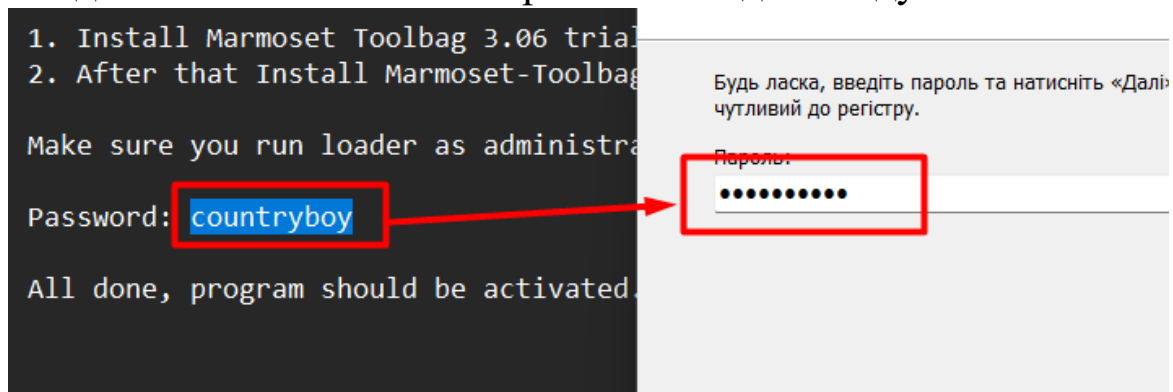 1. Install Marmoset Toolbag 3.06 trial
2. After that Install Marmoset-Toolbag
Make sure you run loader as administra
Password: countryboy
All done, program should be activated.
Будь ласка, введіть пароль та натисніть «Далі»
чутливий до регістру.
Пароль:
••••••••••